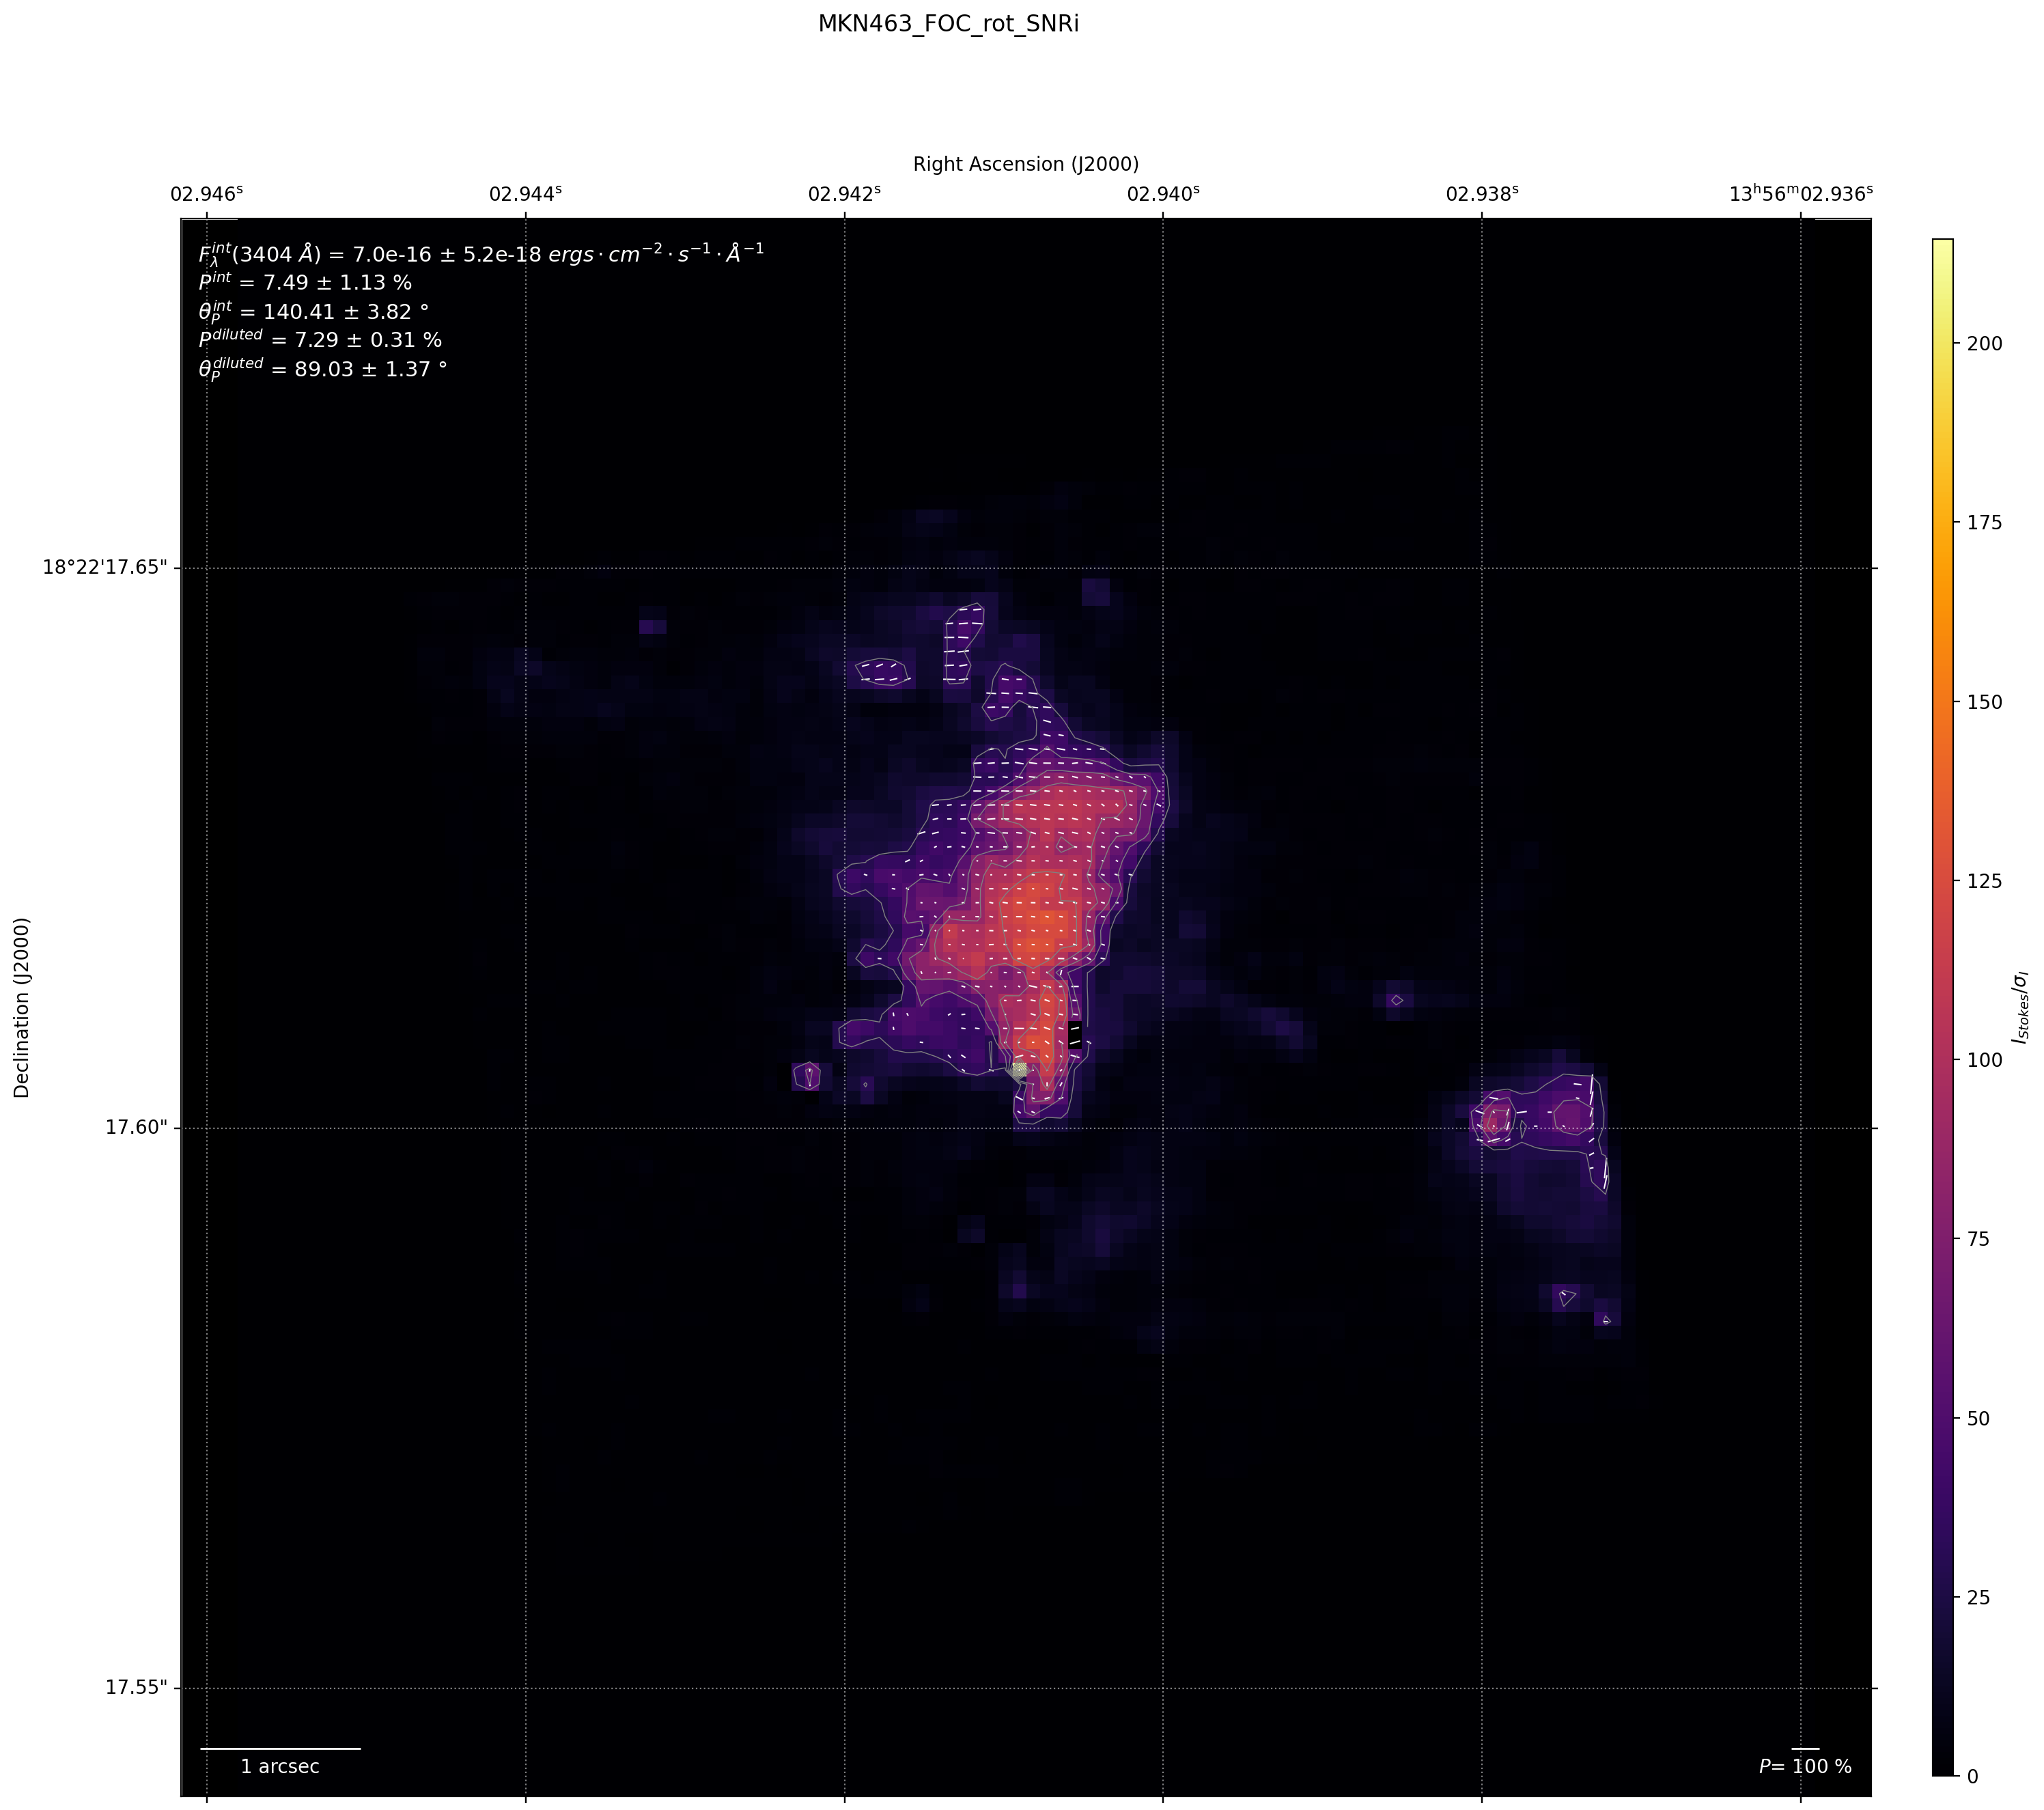 MKN463_FOC_rot_SNRi
Right Ascension (J2000)
02.946ˢ 02.944ˢ 02.942ˢ 02.940ˢ 02.938ˢ 13ʰ56ᵐ02.936ˢ
F_λ^int(3404 Å) = 7.0e-16 ± 5.2e-18 ergs · cm⁻² · s⁻¹ · Å⁻¹
P^int = 7.49 ± 1.13 %
θ_P^int = 140.41 ± 3.82 °
P^diluted = 7.29 ± 0.31 %
θ_P^diluted = 89.03 ± 1.37 °
18°22'17.65"
17.60"
17.55"
Declination (J2000)
1 arcsec
P= 100 %
200
175
150
125
100
75
50
25
0
I_Stokes/σ_I